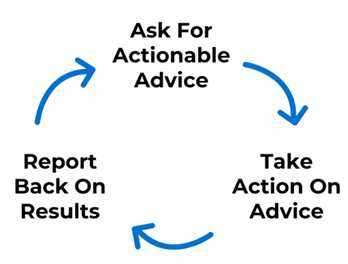 Ask For
Actionable
Advice
Take
Action On
Advice
Report
Back On
Results